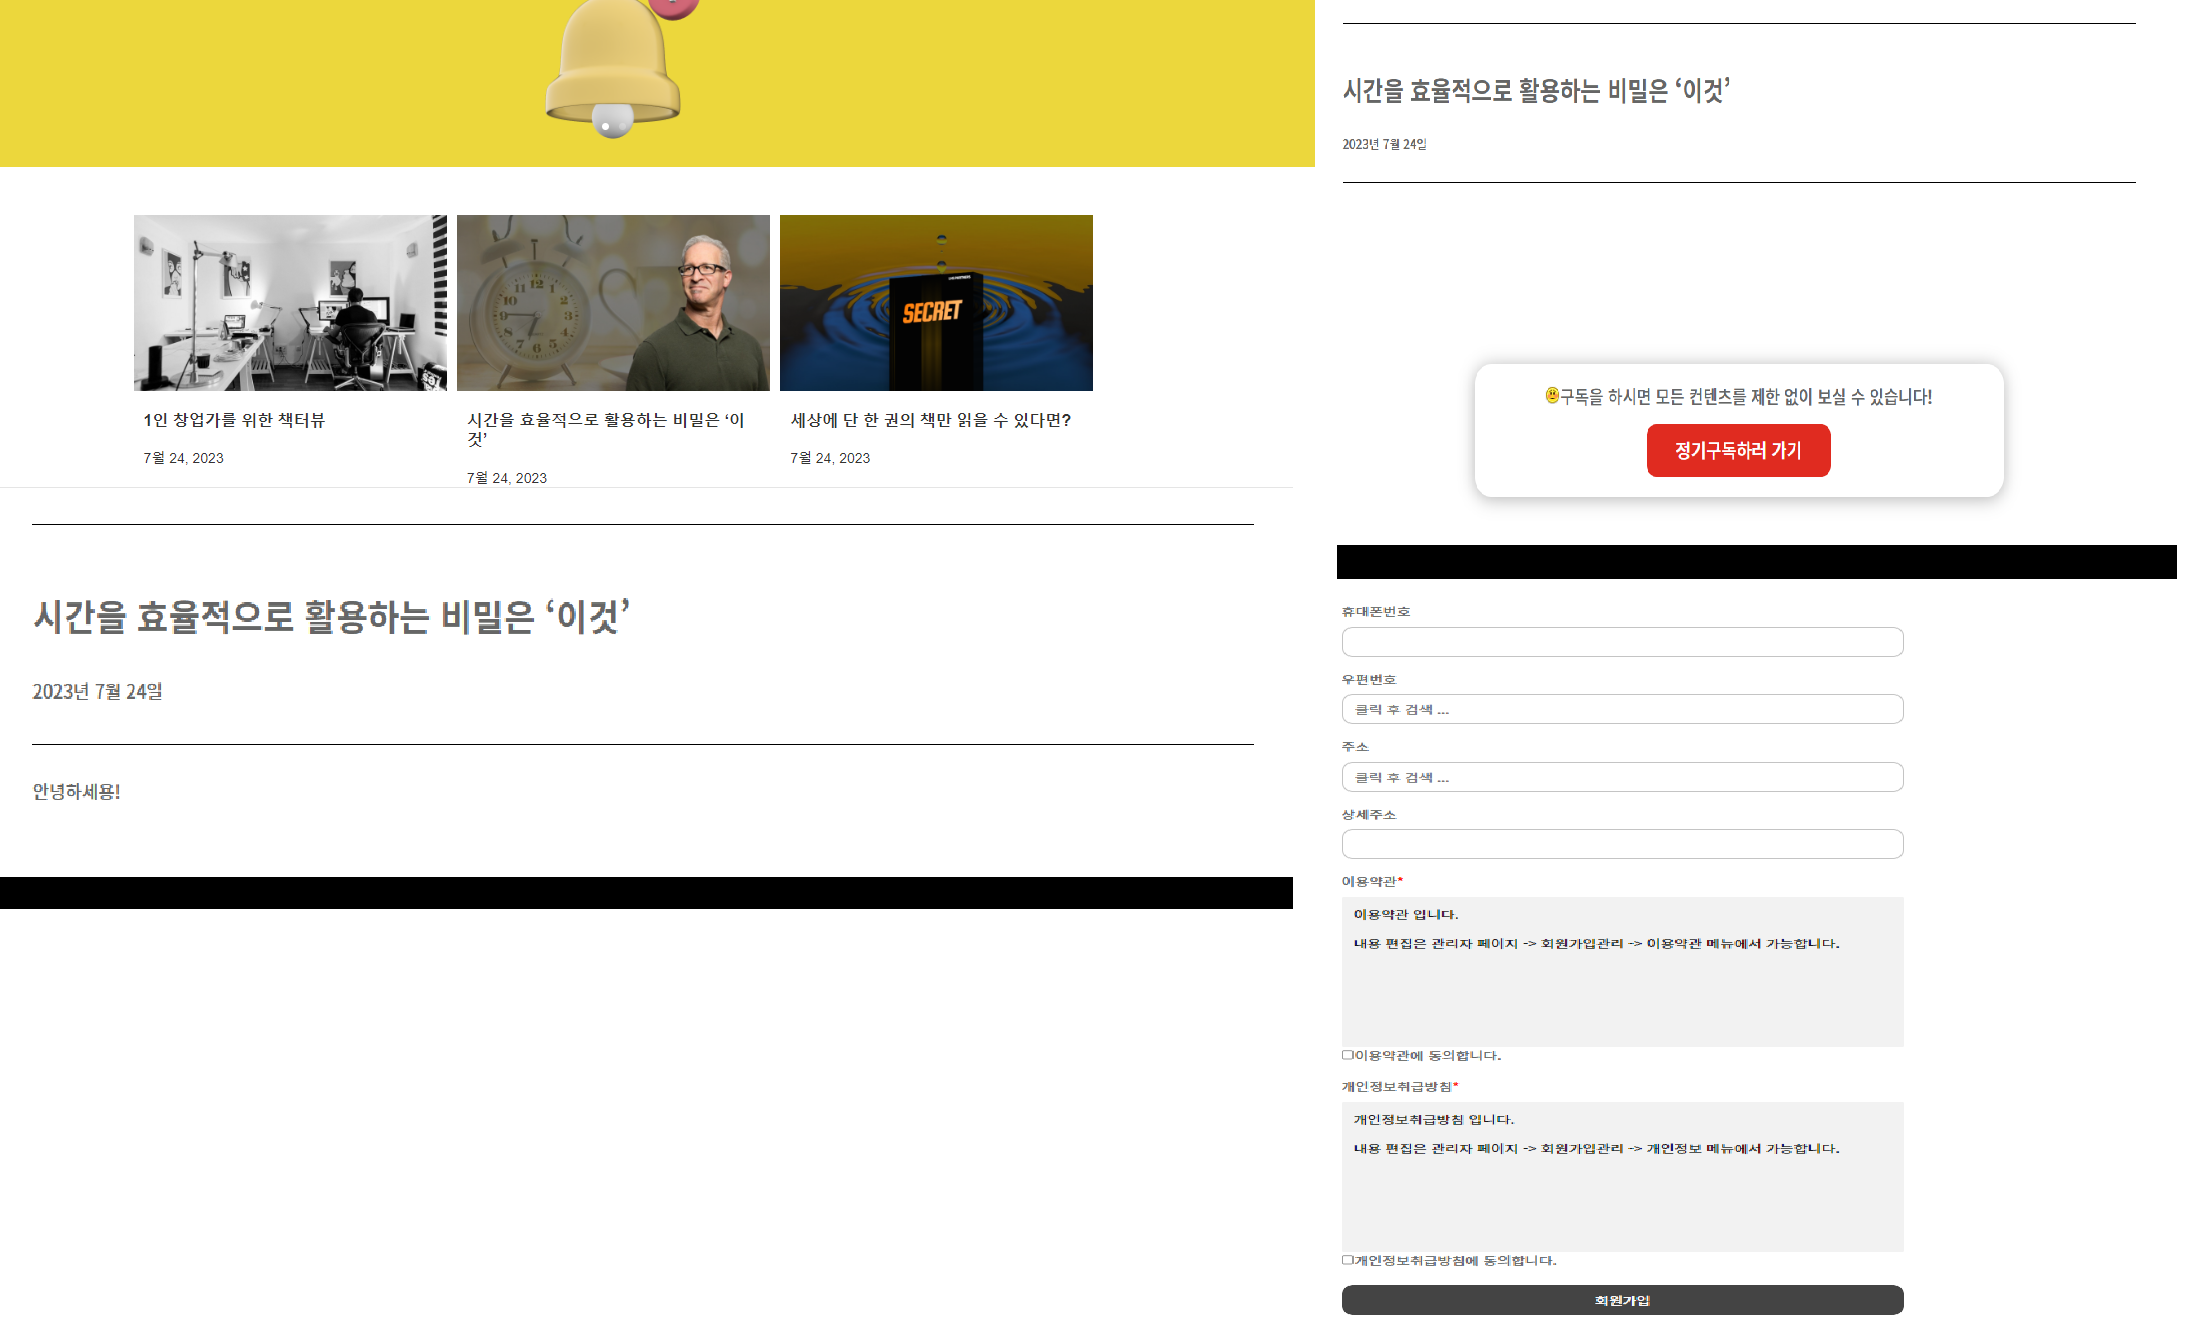 SECRET
1인 창업가를 위한 책터뷰
7월 24, 2023
시간을 효율적으로 활용하는 비밀은 ‘이
것’
7월 24, 2023
세상에 단 한 권의 책만 읽을 수 있다면?
7월 24, 2023
시간을 효율적으로 활용하는 비밀은 ‘이것’
2023년 7월 24일
안녕하세용!
시간을 효율적으로 활용하는 비밀은 ‘이것’
2023년 7월 24일
구독을 하시면 모든 컨텐츠를 제한 없이 보실 수 있습니다!
정기구독하러 가기
휴대폰번호
우편번호
클릭 후 검색 ...
주소
클릭 후 검색 ...
상세주소
이용약관*
이용약관 입니다.
내용 편집은 관리자 페이지 -> 회원가입관리 -> 이용약관 메뉴에서 가능합니다.
이용약관에 동의합니다.
개인정보취급방침*
개인정보취급방침 입니다.
내용 편집은 관리자 페이지 -> 회원가입관리 -> 개인정보 메뉴에서 가능합니다.
개인정보취급방침에 동의합니다.
회원가입